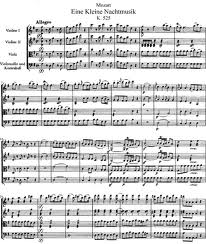 Mozart
Eine Kleine Nachtmusik
K. 525
Allegro
Violino I
Violino II
Viola
Violoncello und
Kontrabaß